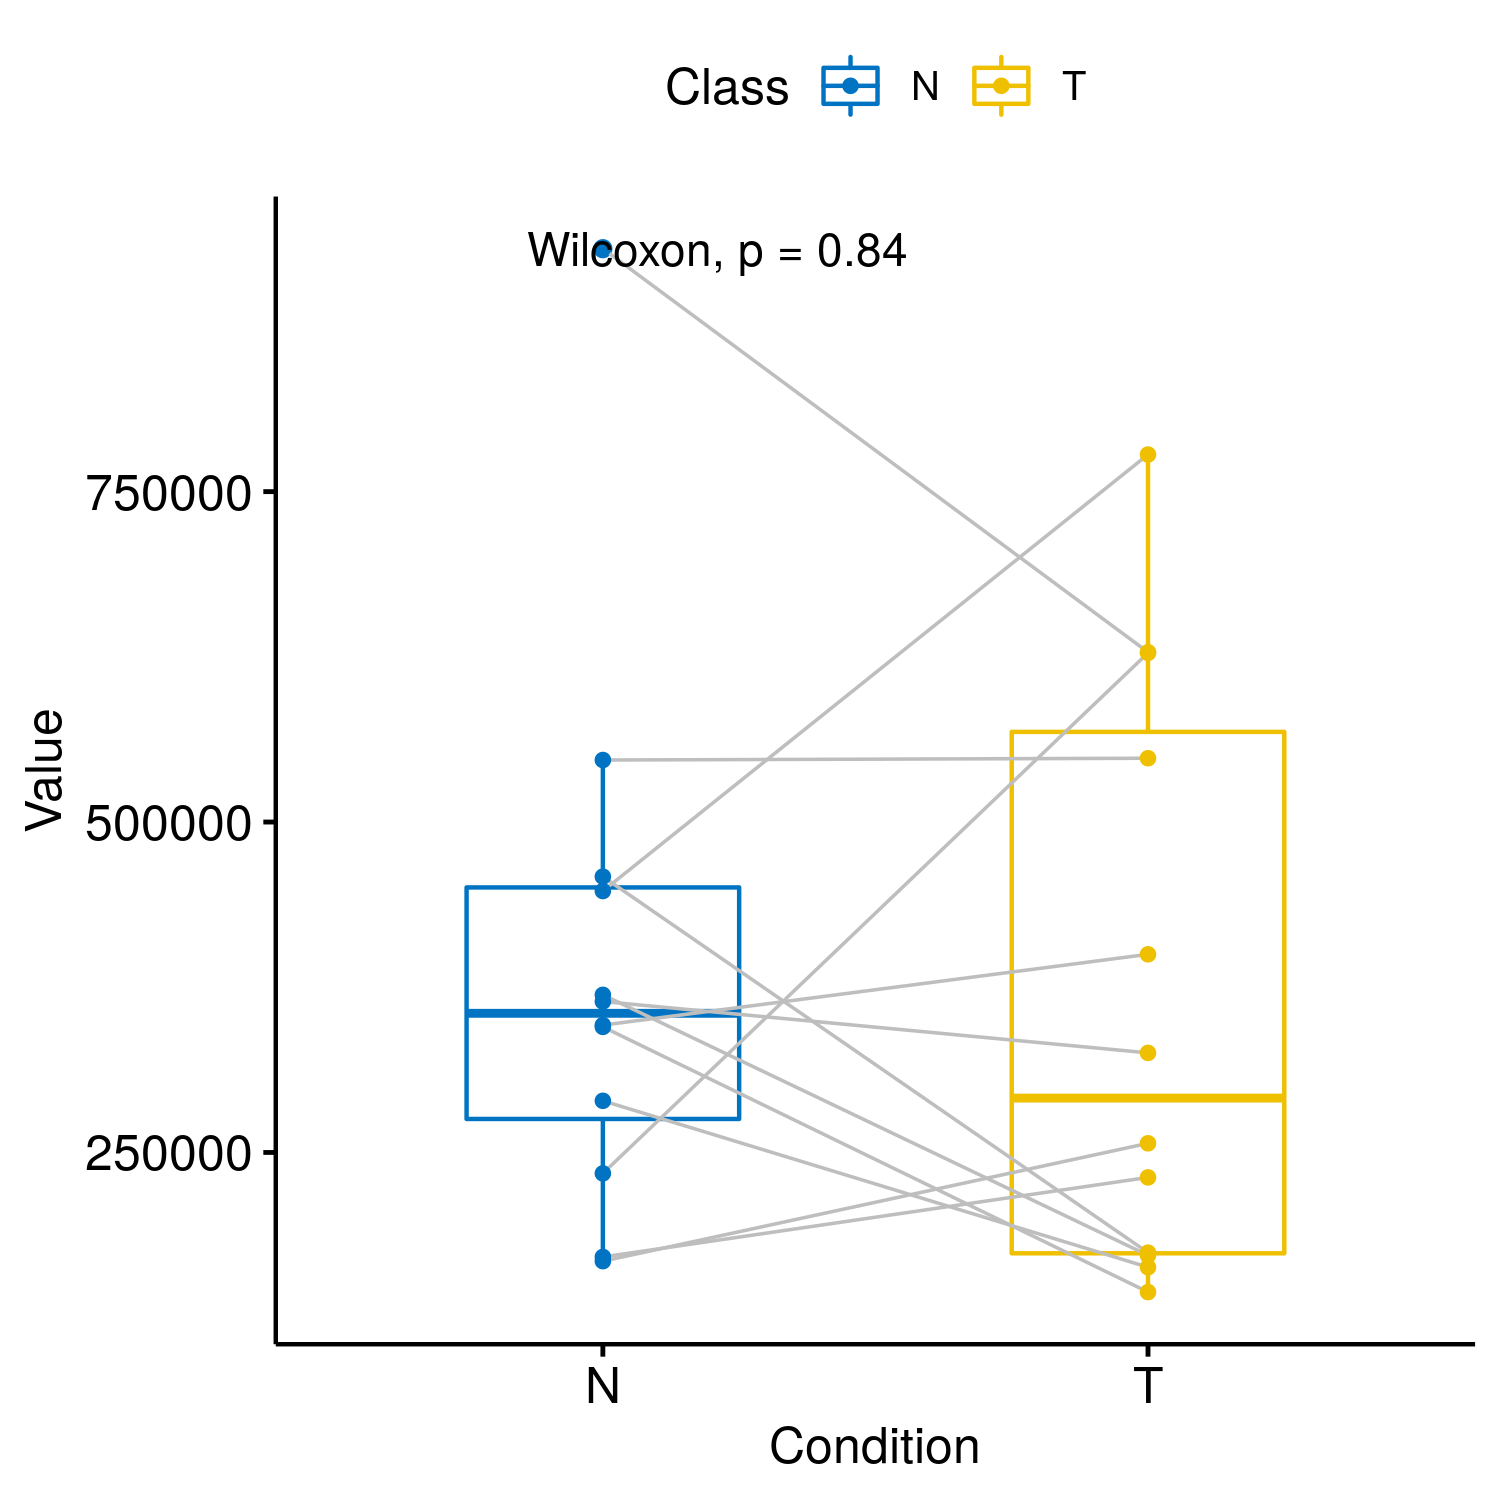 Class N T
Wilcoxon, p = 0.84
750000
500000
250000
Value
N T
Condition